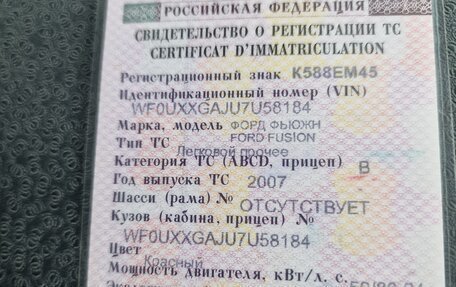 РОССИЙСКАЯ ФЕДЕРАЦИЯ
СВИДЕТЕЛЬСТВО О РЕГИСТРАЦИИ ТС
CERTIFICAT D'IMMATRICULATION
Регистрационный знак К588ЕМ45
Идентификационный номер (VIN)
WF0UXXGAJU7U58184
Марка, модель ФОРД ФЬЮЖН
FORD FUSION
Тип ТС Легковой прочее
Категория ТС (ABCD, прицеп) B
Год выпуска ТС 2007
Шасси (рама) № ОТСУТСТВУЕТ
Кузов (кабина, прицеп) №
WF0UXXGAJU7U58184
Цвет Красный
Мощность двигателя, кВт/л. с.